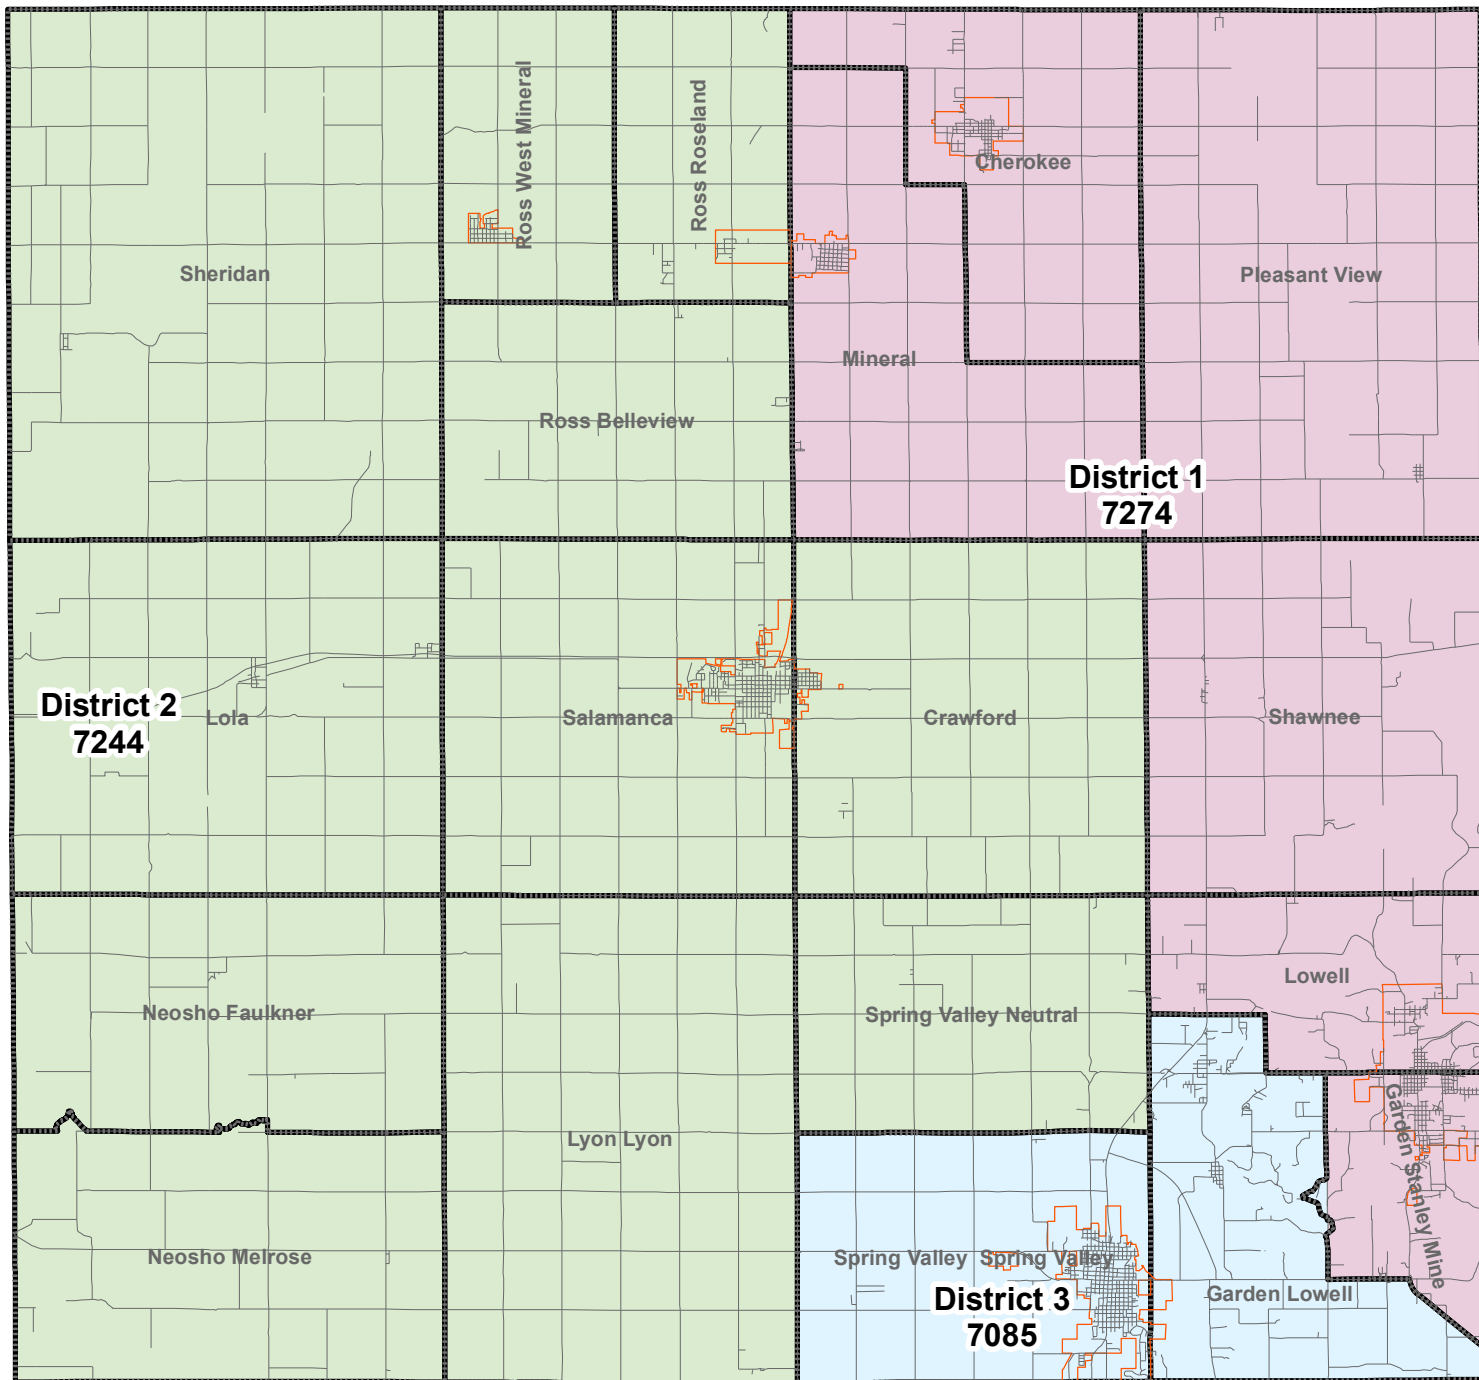 Ross West Mineral
Ross Roseland
Cherokee
Sheridan
Pleasant View
Mineral
Ross Belleview
District 1
7274
District 2
7244
Lola
Salamanca
Crawford
Shawnee
Lowell
Neosho Faulkner
Spring Valley Neutral
Garden Stanley Mine
Lyon Lyon
Neosho Melrose
Spring Valley Spring Valley
District 3
7085
Garden Lowell